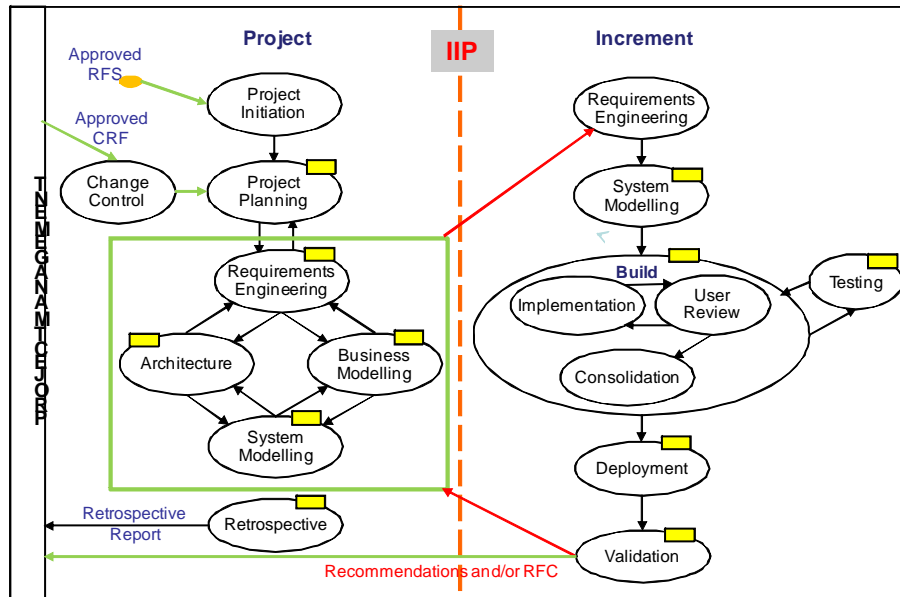 Project
IIP
Increment
Approved
RFS
Project
Initiation
Approved
CRF
Change
Control
Project
Planning
TNEMEGANAMTCEJORP
Requirements
Engineering
Architecture
Business
Modelling
System
Modelling
Retrospective
Report
Retrospective
Requirements
Engineering
System
Modelling
Build
Implementation
User
Review
Consolidation
Testing
Deployment
Validation
Recommendations and/or RFC